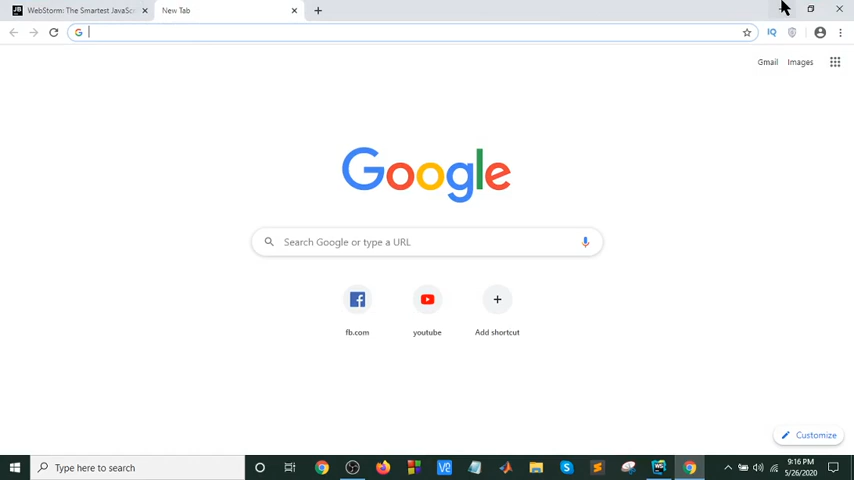 WebStorm: The Smartest JavaScri
New Tab
Gmail
Images
Google
Search Google or type a URL
fb.com
youtube
Add shortcut
Customize
Type here to search
9:16 PM
5/26/2020